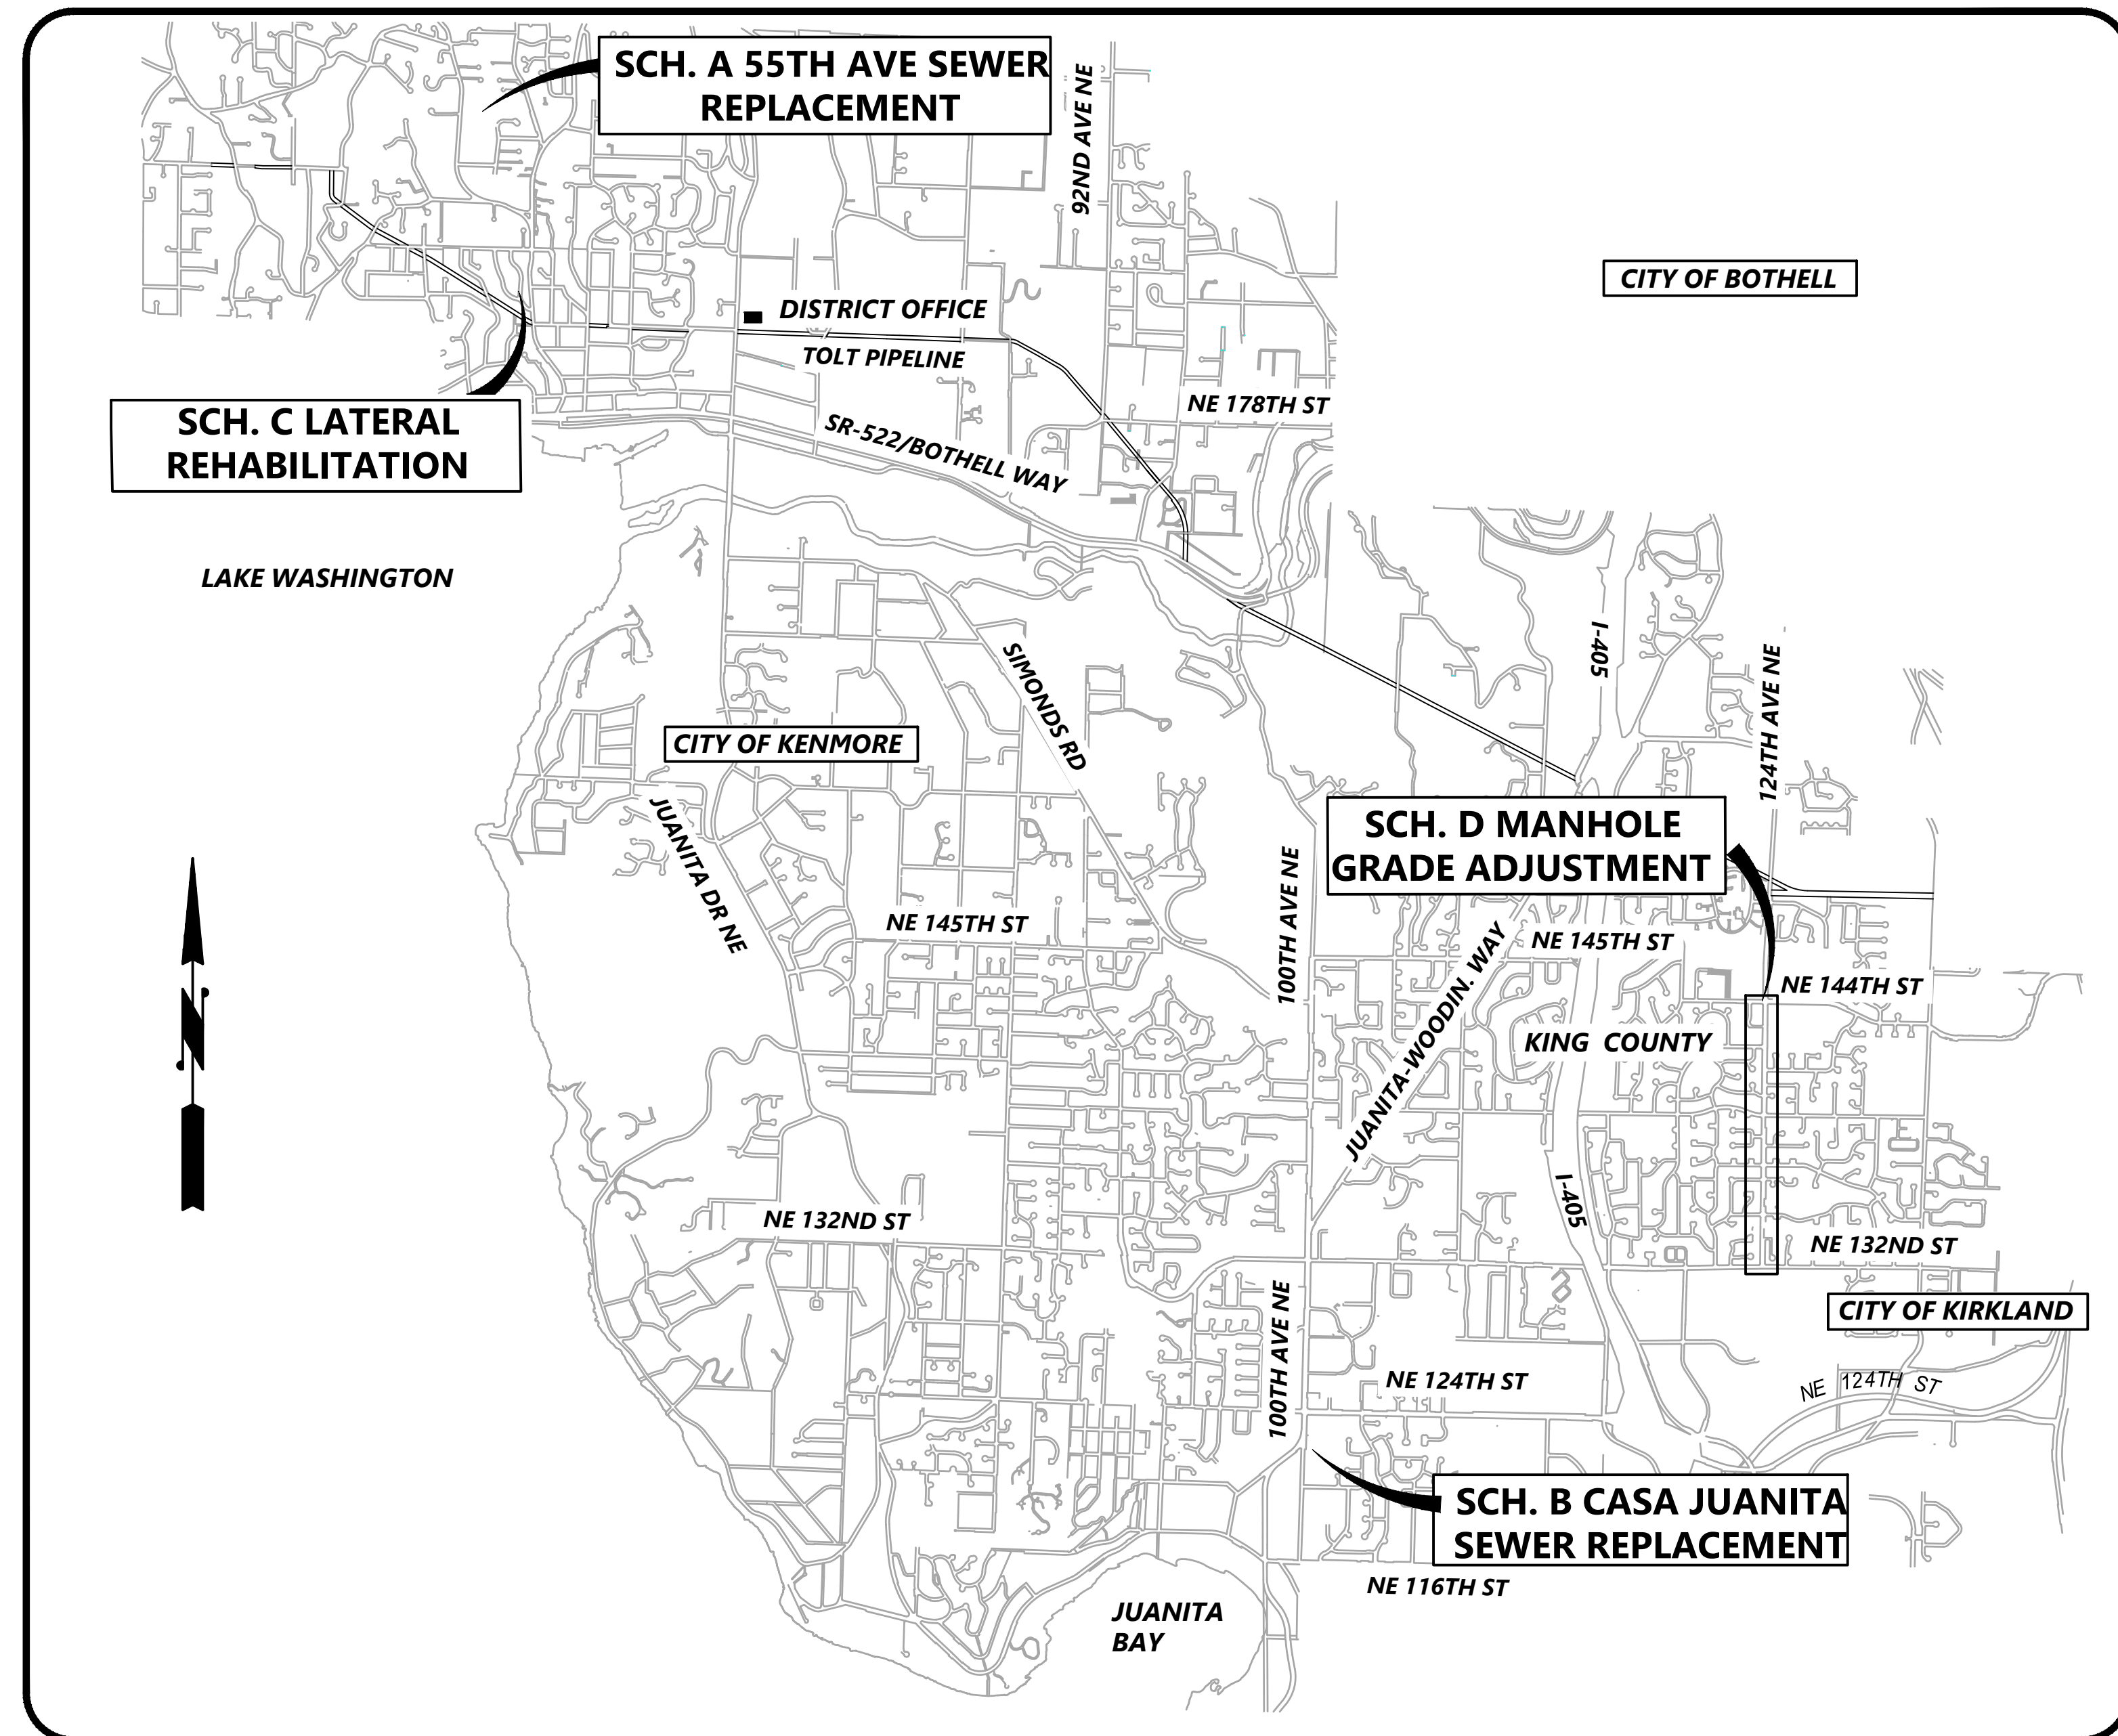 SCH. A 55TH AVE SEWER
REPLACEMENT
92ND AVE NE
CITY OF BOTHELL
DISTRICT OFFICE
TOLT PIPELINE
NE 178TH ST
SCH. C LATERAL
REHABILITATION
SR-522/BOTHELL WAY
LAKE WASHINGTON
I-405
SIMONDS RD
124TH AVE NE
CITY OF KENMORE
JUANITA DR NE
SCH. D MANHOLE
GRADE ADJUSTMENT
100TH AVE NE
NE 145TH ST
JUANITA-WOODIN. WAY
NE 145TH ST
NE 144TH ST
N
KING COUNTY
I-405
NE 132ND ST
NE 132ND ST
CITY OF KIRKLAND
100TH AVE NE
NE 124TH ST
NE 124TH ST
SCH. B CASA JUANITA
SEWER REPLACEMENT
NE 116TH ST
JUANITA
BAY